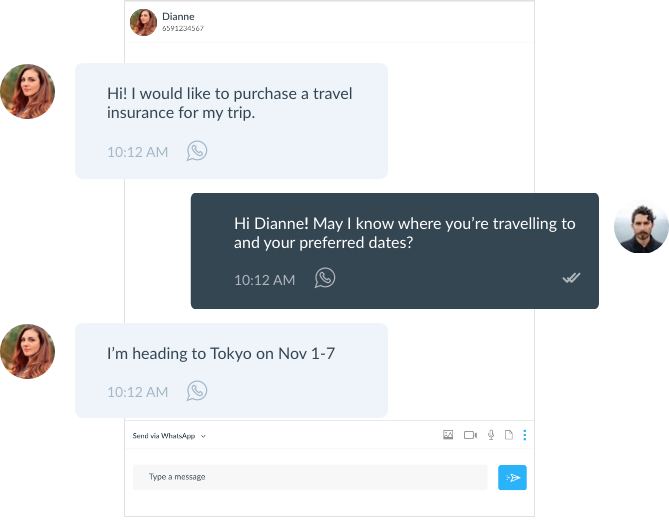 Dianne
6591234567
Hi! I would like to purchase a travel
insurance for my trip.
10:12 AM
Hi Dianne! May I know where you’re travelling to
and your preferred dates?
10:12 AM
I’m heading to Tokyo on Nov 1-7
10:12 AM
Send via WhatsApp
Type a message